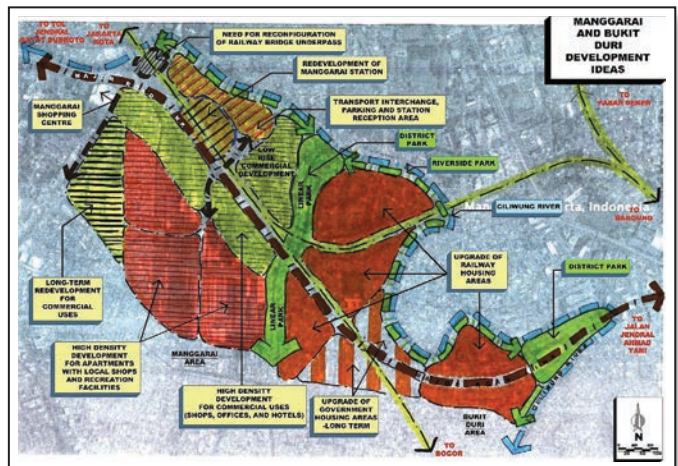 MANGGARAI
AND BUKIT
DURI
DEVELOPMENT
IDEAS
TO TOL
JENDRAL
GATOT SUBROTO
TO
JAKARTA
KOTA
NEED FOR RECONFIGURATION
OF RAILWAY BRIDGE UNDERPASS
REDEVELOPMENT OF
MANGGARAI STATION
TRANSPORT INTERCHANGE,
PARKING AND STATION
RECEPTION AREA
MANGGARAI
SHOPPING
CENTRE
TO
PASAR SENEN
DISTRICT
PARK
LOW
RISE
COMMERCIAL
DEVELOPMENT
LINEAR
PARK
RIVERSIDE PARK
CILIWUNG RIVER
Indonesia
TO
BANDUNG
UPGRADE OF
RAILWAY
HOUSING
AREAS
DISTRICT PARK
LONG-TERM
REDEVELOPMENT
FOR
COMMERCIAL
USES
LINEAR
PARK
TO
JALAN
JENDRAL
AHMAD
YANI
HIGH DENSITY
DEVELOPMENT
FOR APARTMENTS
WITH LOCAL SHOPS
AND RECREATION
FACILITIES
MANGGARAI
AREA
HIGH DENSITY
DEVELOPMENT
FOR COMMERCIAL USES
(SHOPS, OFFICES, AND HOTELS)
UPGRADE OF
GOVERNMENT
HOUSING AREAS
-LONG TERM
BUKIT
DURI
AREA
CILIWUNG RIVER
TO
BOGOR
N